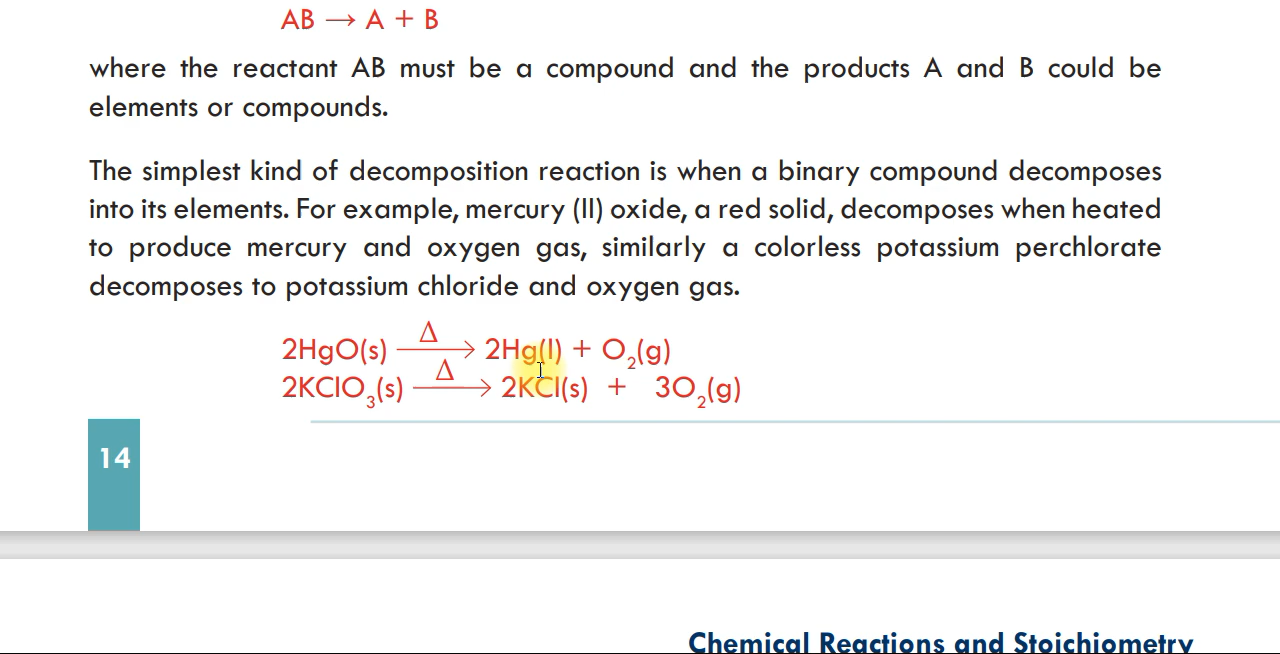 AB → A + B
where the reactant AB must be a compound and the products A and B could be
elements or compounds.
The simplest kind of decomposition reaction is when a binary compound decomposes
into its elements. For example, mercury (II) oxide, a red solid, decomposes when heated
to produce mercury and oxygen gas, similarly a colorless potassium perchlorate
decomposes to potassium chloride and oxygen gas.
2HgO(s) —Δ→ 2Hg(l) + O₂(g)
2KClO₃(s) —Δ→ 2KCl(s) + 3O₂(g)
14
Chemical Reactions and Stoichiometry